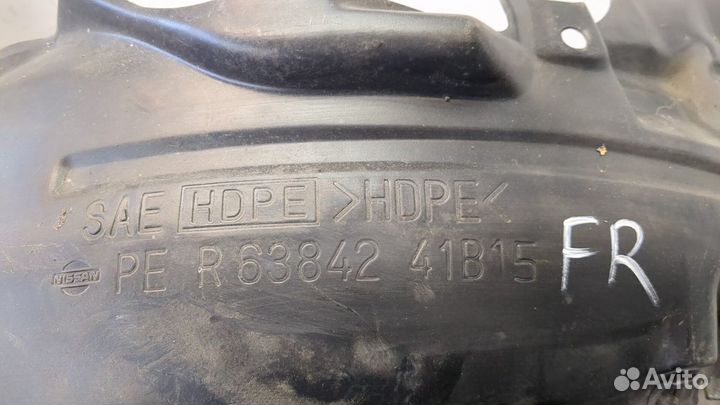 SAE HDPE >HDPE<
NISSAN PE R 63842 41B15
FR
Avito